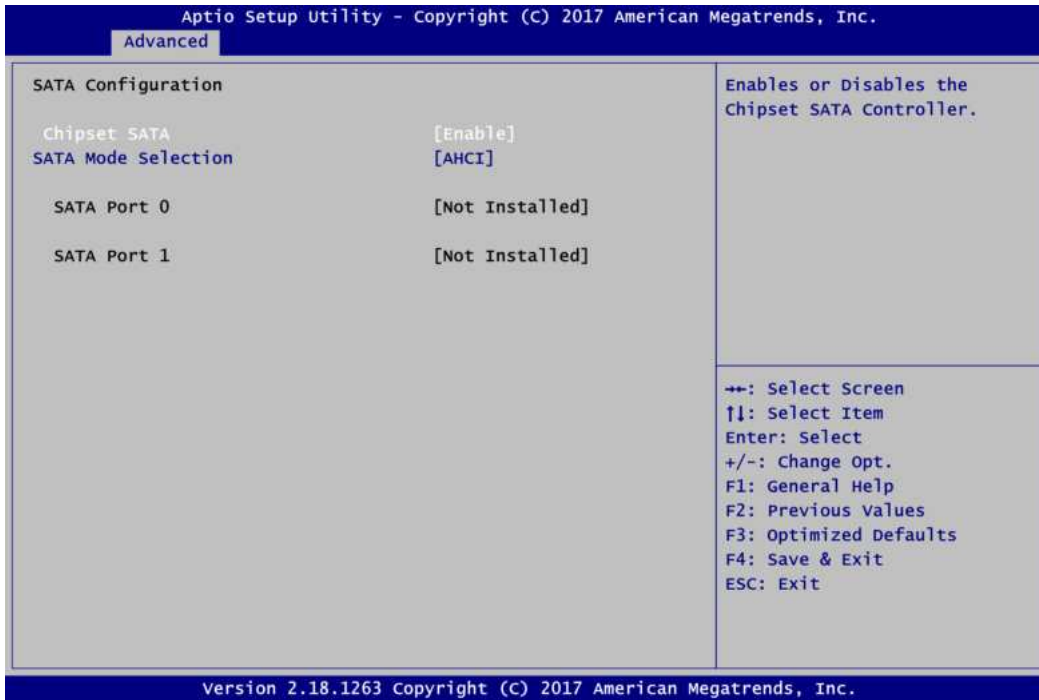 Aptio Setup Utility - Copyright (C) 2017 American Megatrends, Inc.
Advanced
SATA Configuration
Chipset SATA [Enable]
SATA Mode Selection [AHCI]
SATA Port 0 [Not Installed]
SATA Port 1 [Not Installed]
Enables or Disables the
Chipset SATA Controller.
→←: Select Screen
↑↓: Select Item
Enter: Select
+/-: Change Opt.
F1: General Help
F2: Previous Values
F3: Optimized Defaults
F4: Save & Exit
ESC: Exit
Version 2.18.1263 Copyright (C) 2017 American Megatrends, Inc.